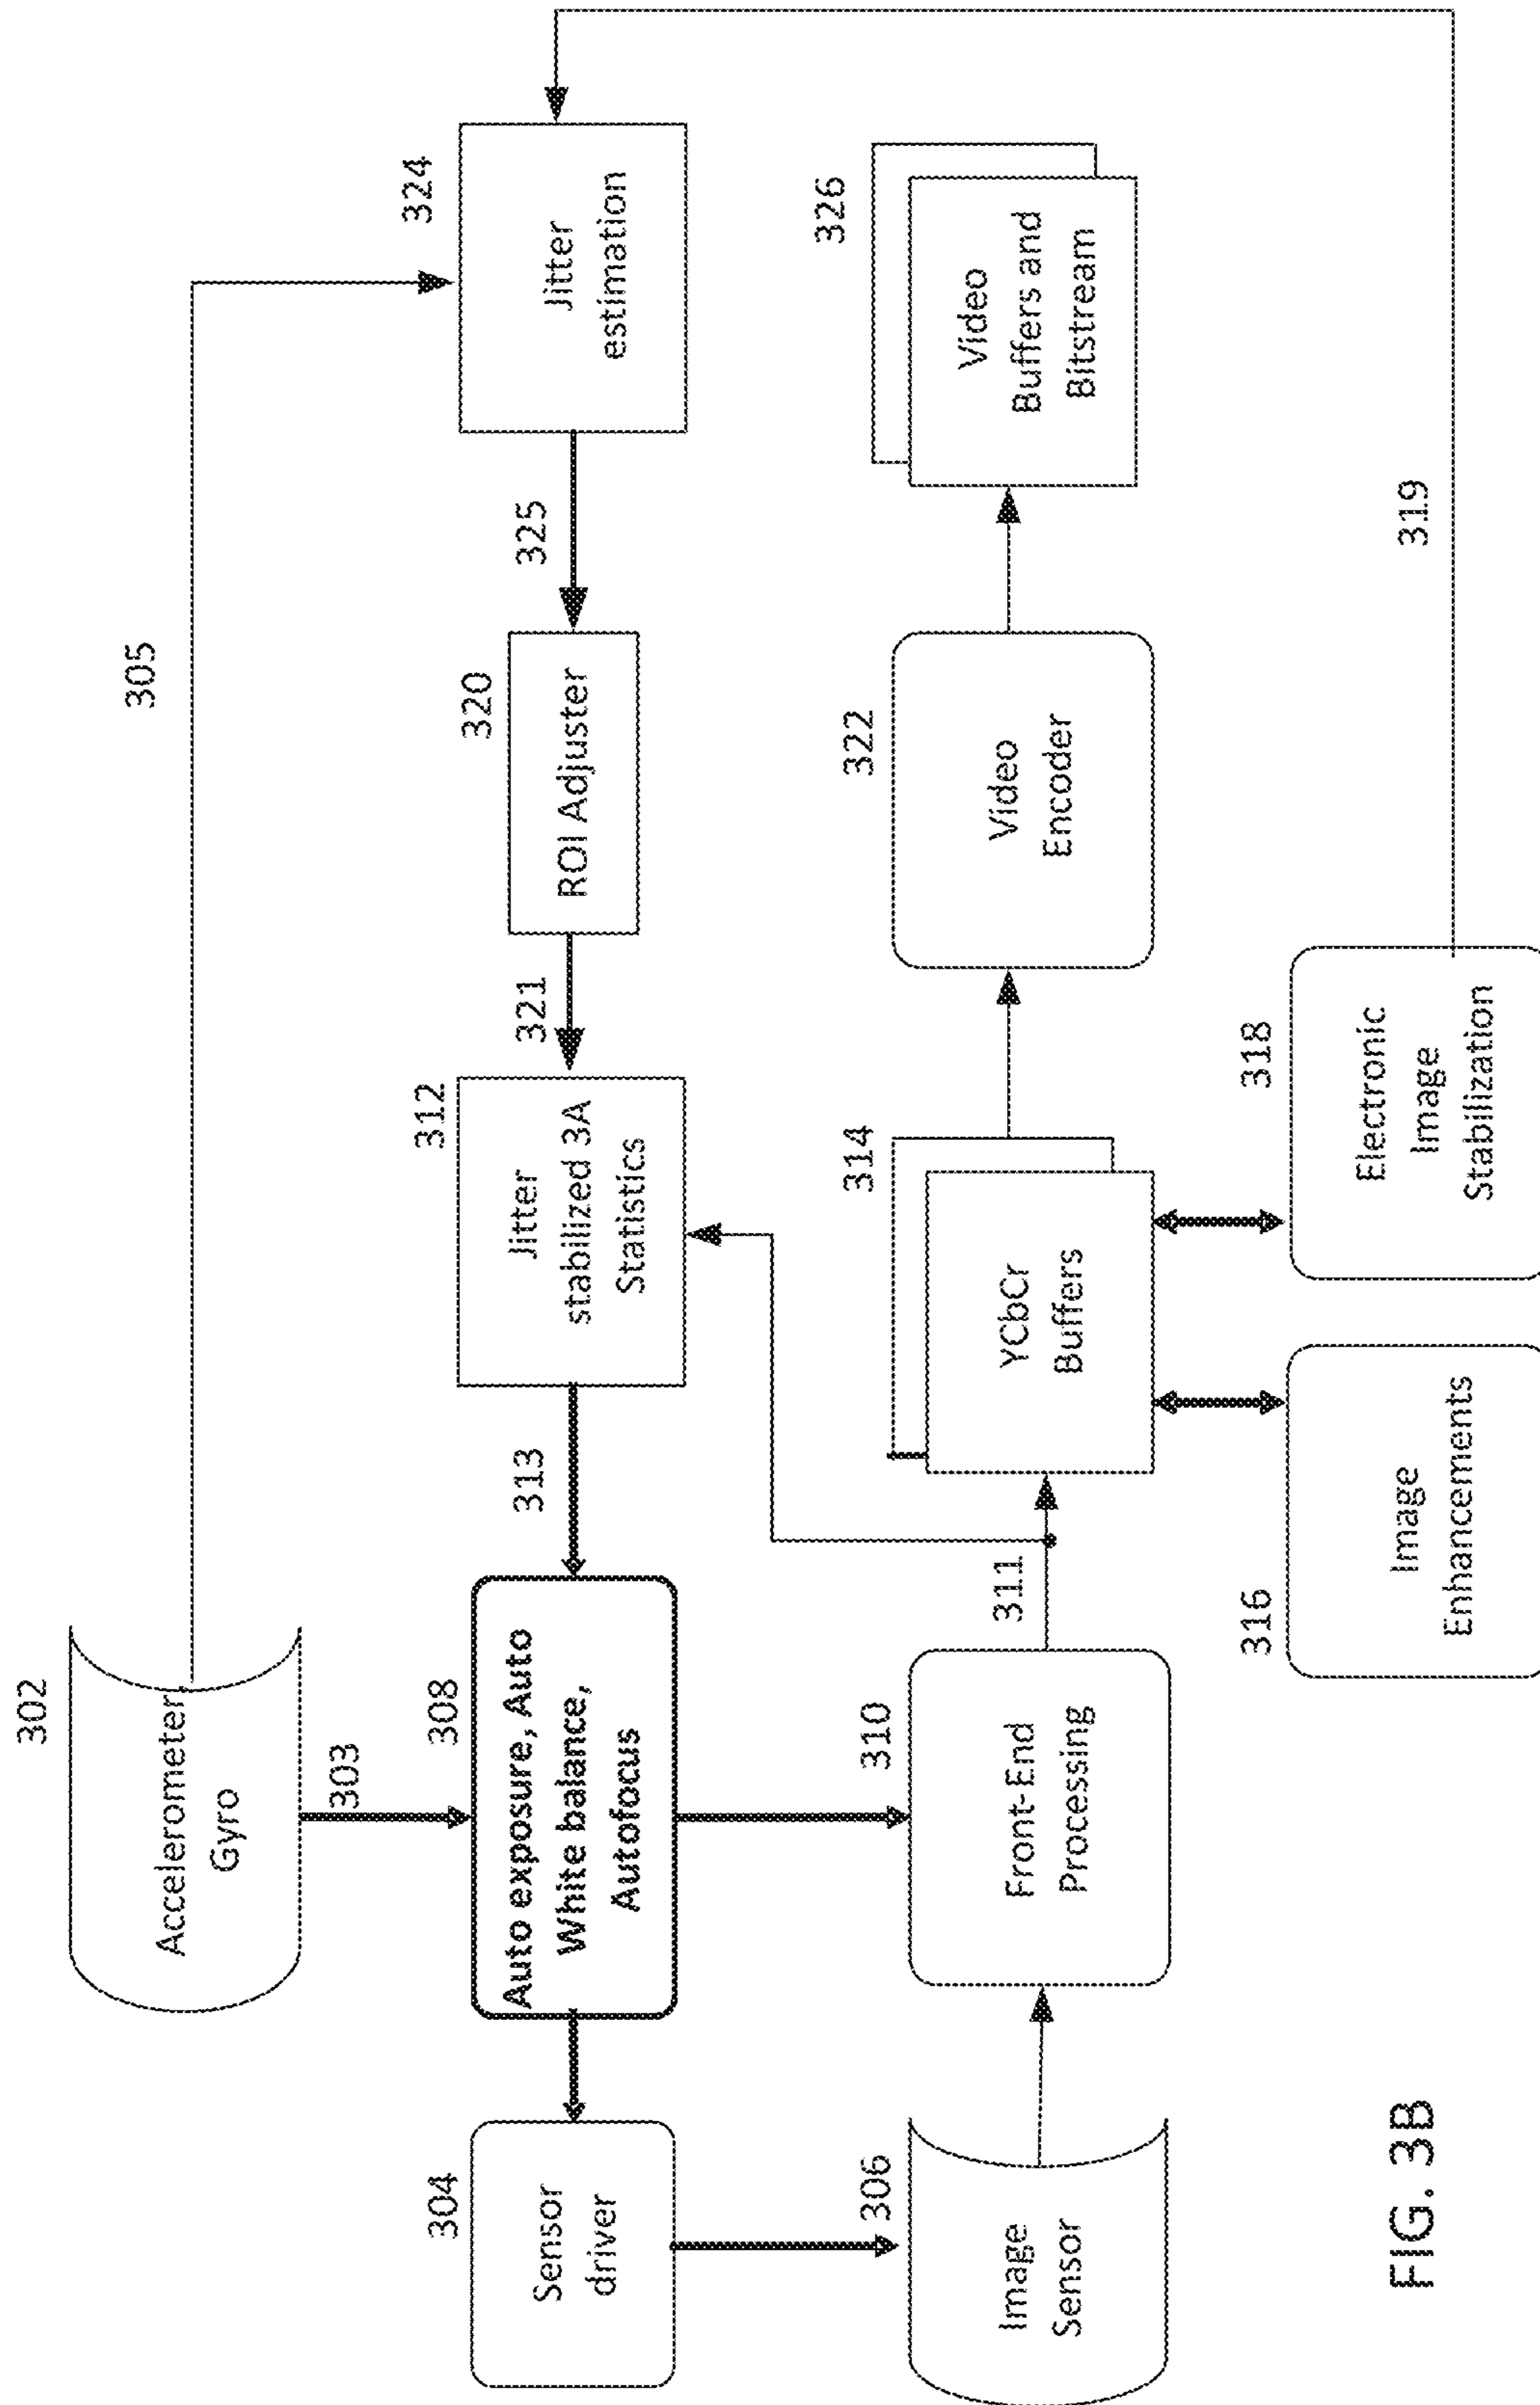 302
Accelerometer,
Gyro
303
305
304
Sensor
driver
308
Auto exposure, Auto
White balance,
Autofocus
313
312
Jitter
stabilized 3A
Statistics
321
320
ROI Adjuster
325
324
Jitter
estimation
306
Image
Sensor
310
Front-End
Processing
311
314
YCbCr
Buffers
322
Video
Encoder
326
Video
Buffers and
Bitstream
316
Image
Enhancements
318
Electronic
Image
Stabilization
319
FIG. 3B